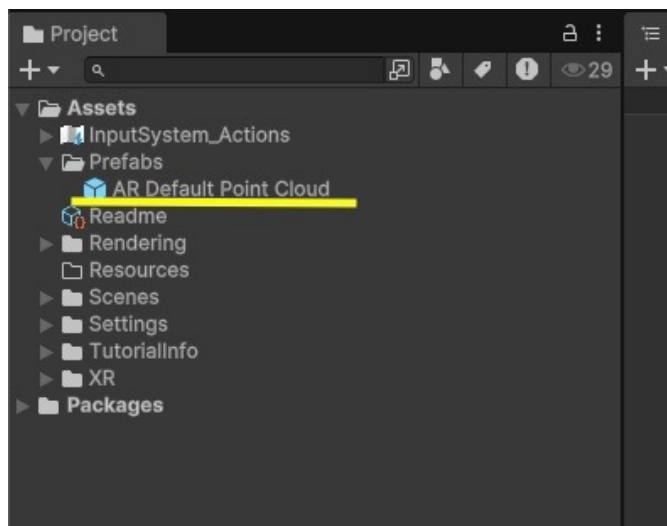 Project
29
Assets
InputSystem_Actions
Prefabs
AR Default Point Cloud
Readme
Rendering
Resources
Scenes
Settings
TutorialInfo
XR
Packages